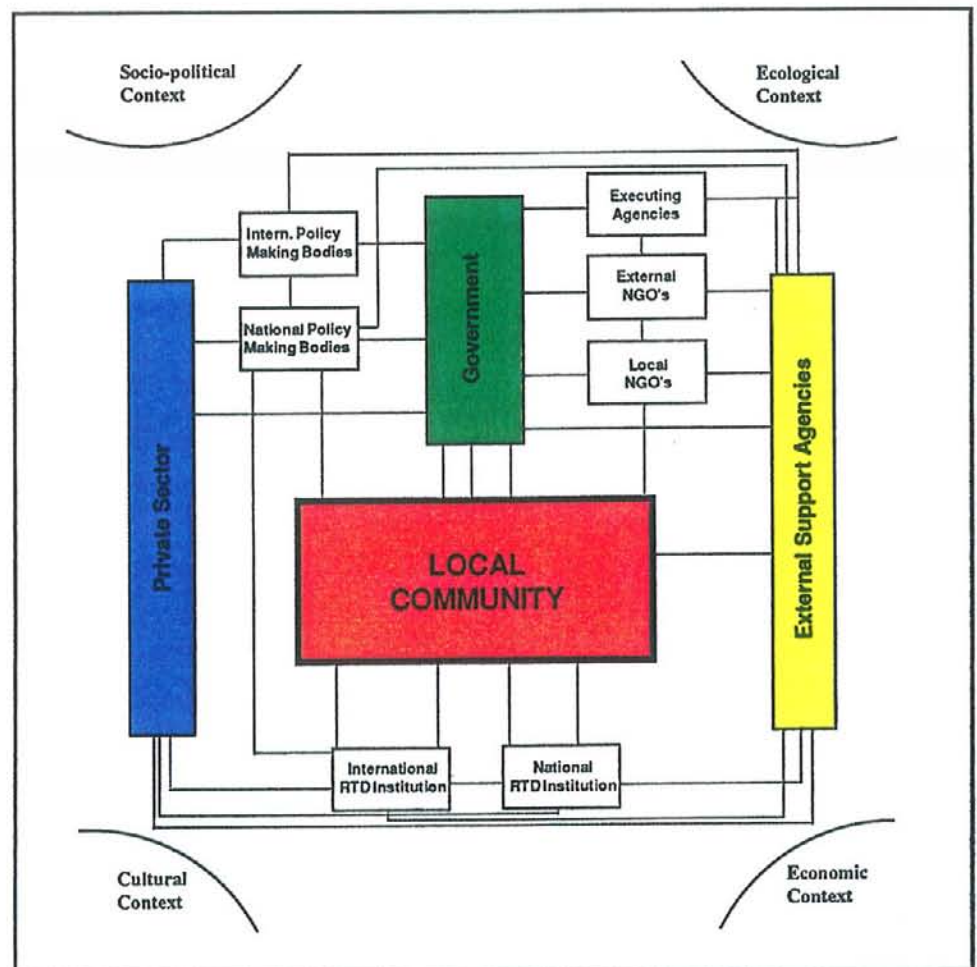 Socio-political
Context
Ecological
Context
Executing
Agencies
Intern. Policy
Making Bodies
External
NGO's
National Policy
Making Bodies
Local
NGO's
Government
Private Sector
External Support Agencies
LOCAL
COMMUNITY
International
RTD Institution
National
RTD Institution
Cultural
Context
Economic
Context